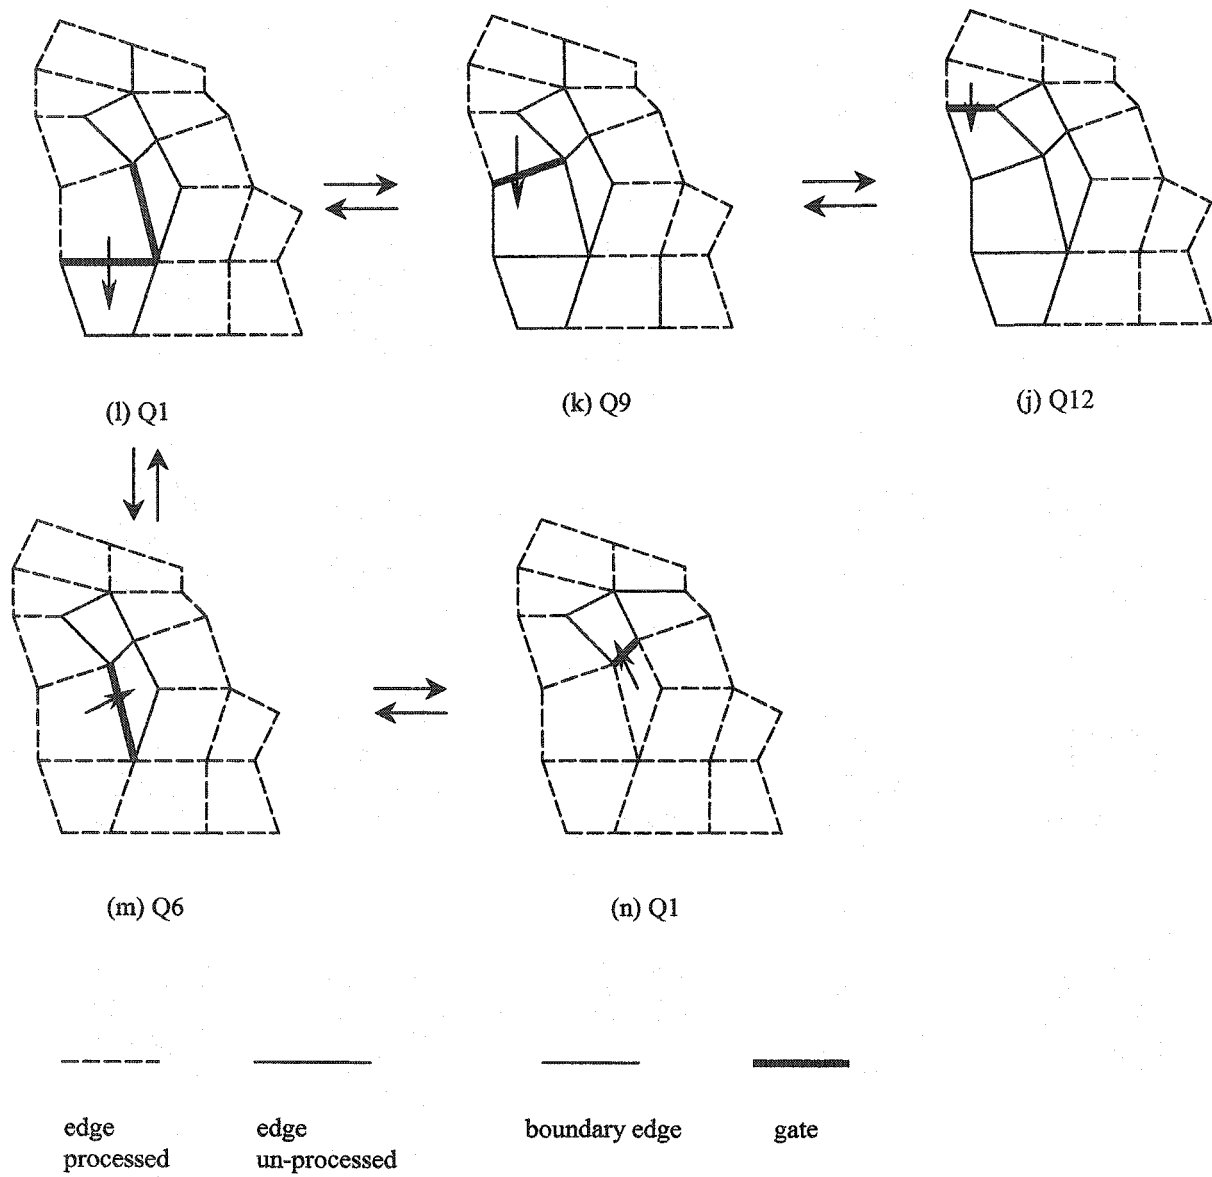 (l) Q1
(k) Q9
(j) Q12
(m) Q6
(n) Q1
edge
processed
edge
un-processed
boundary edge
gate